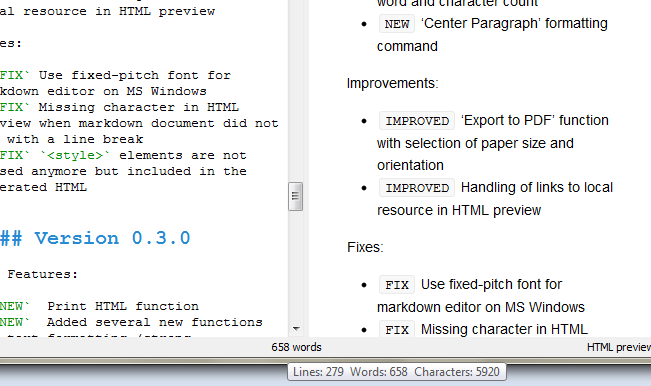 al resource in HTML preview
es:
FIX` Use fixed-pitch font for
kdown editor on MS Windows
FIX` Missing character in HTML
view when markdown document did not
with a line break
FIX` `<style>` elements are not
sed anymore but included in the
erated HTML
## Version 0.3.0
Features:
NEW`  Print HTML function
NEW`  Added several new functions
text formatting (strong
word and character count
• NEW ‘Center Paragraph’ formatting
command
Improvements:
• IMPROVED ‘Export to PDF’ function
with selection of paper size and
orientation
• IMPROVED Handling of links to local
resource in HTML preview
Fixes:
• FIX Use fixed-pitch font for
markdown editor on MS Windows
• FIX Missing character in HTML
658 words
HTML preview
Lines: 279  Words: 658  Characters: 5920